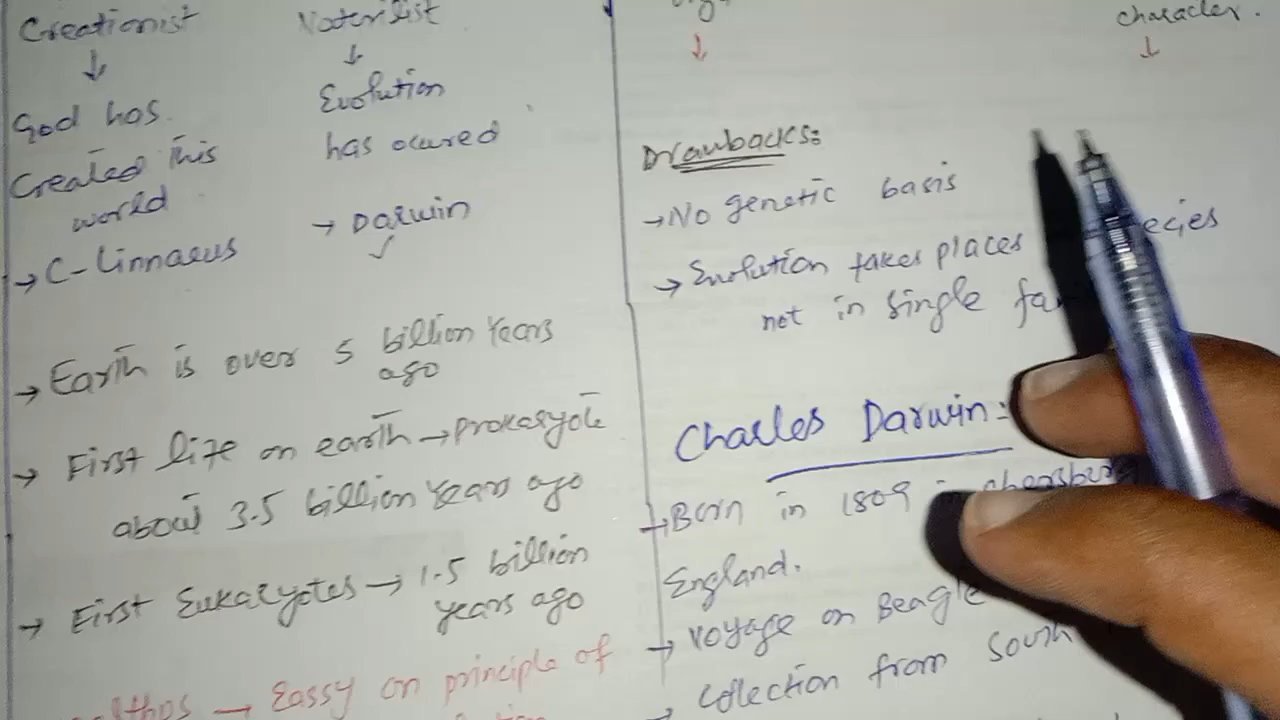 Creationist
Naterilist
God has
Created This
world
→ C-linnaeus
Evolution
has occured
→ Darwin
→ Earth is over 5 billion Years
ago
→ First life on earth → Prokaryote
about 3.5 billion Years ago
→ First Eukaryotes → 1.5 billion
years ago
→ Eassy on principle of
character.
Drawbacks:
→ No genetic basis
→ Evolution takes places
not in single
Charles Darwin:
→ Born in 1809
England.
→ Voyage on Beagle
→ Collection from South